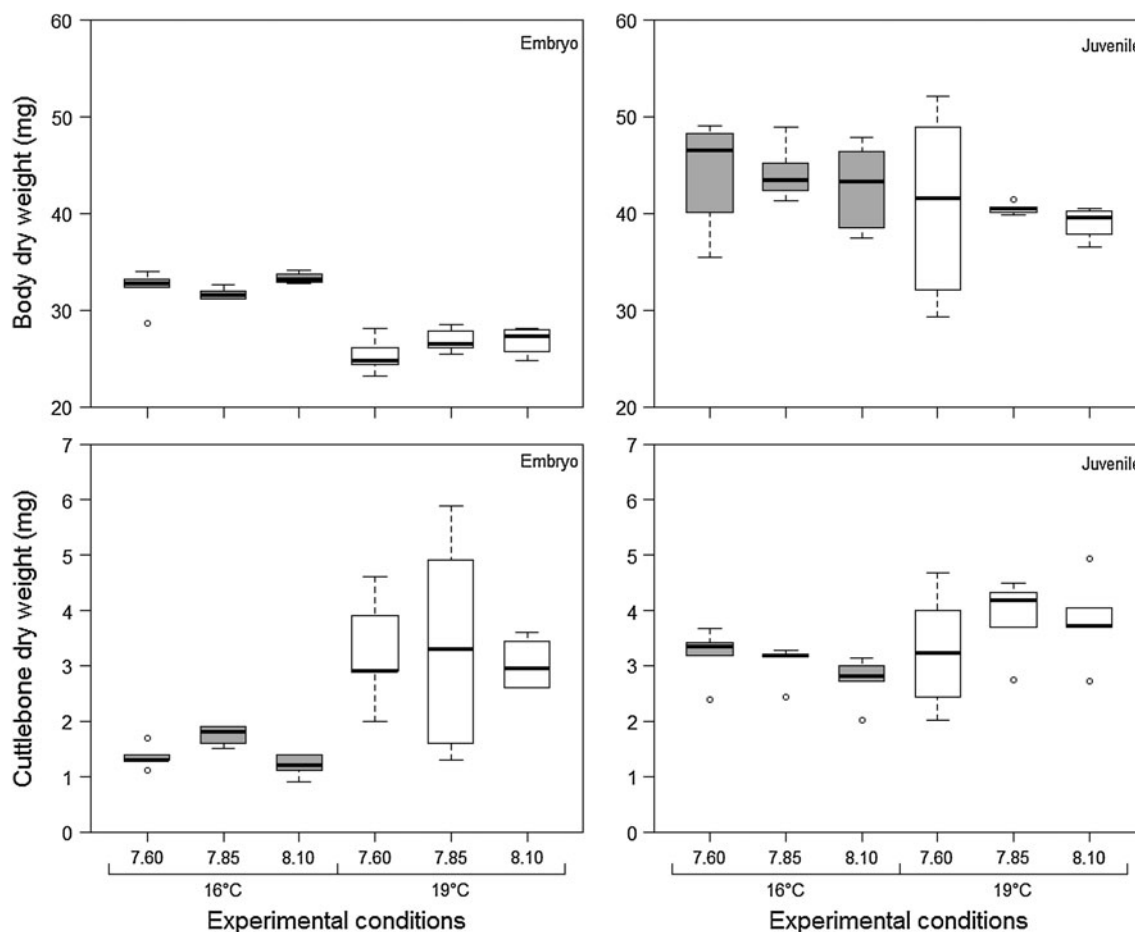 Body dry weight (mg)
60
50
40
30
20
Embryo
60
50
40
30
20
Juvenile
Cuttlebone dry weight (mg)
7
6
5
4
3
2
1
0
Embryo
7.60 7.85 8.10 7.60 7.85 8.10
16°C 19°C
Experimental conditions
7
6
5
4
3
2
1
0
Juvenile
7.60 7.85 8.10 7.60 7.85 8.10
16°C 19°C
Experimental conditions